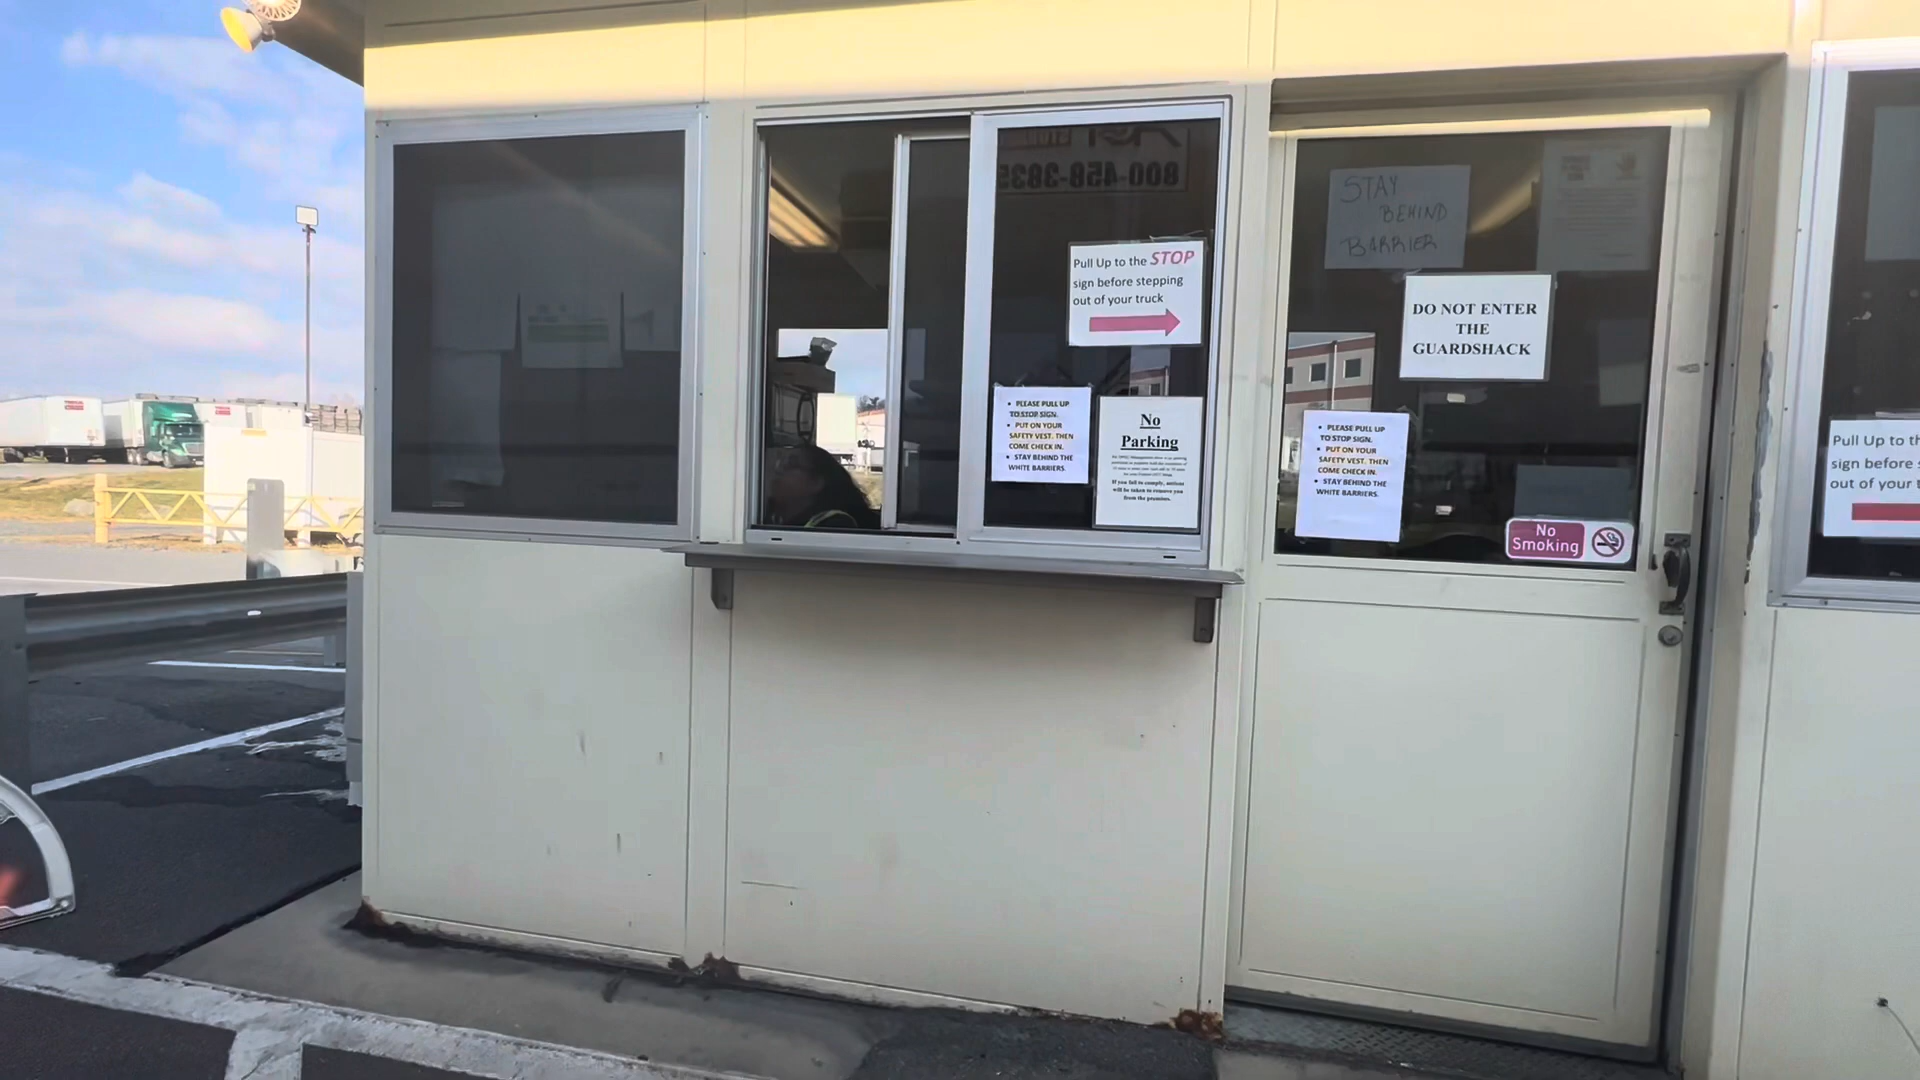 800-458-3835
Pull Up to the STOP
sign before stepping
out of your truck
• PLEASE PULL UP
TO STOP SIGN.
• PUT ON YOUR
SAFETY VEST. THEN
COME CHECK IN.
• STAY BEHIND THE
WHITE BARRIERS.
No
Parking
If you fail to comply, actions
will be taken to remove you
from the premises.
STAY
BEHIND
BARRIER
DO NOT ENTER
THE
GUARDSHACK
• PLEASE PULL UP
TO STOP SIGN.
• PUT ON YOUR
SAFETY VEST. THEN
COME CHECK IN.
• STAY BEHIND THE
WHITE BARRIERS.
No
Smoking
Pull Up to
sign before
out of your